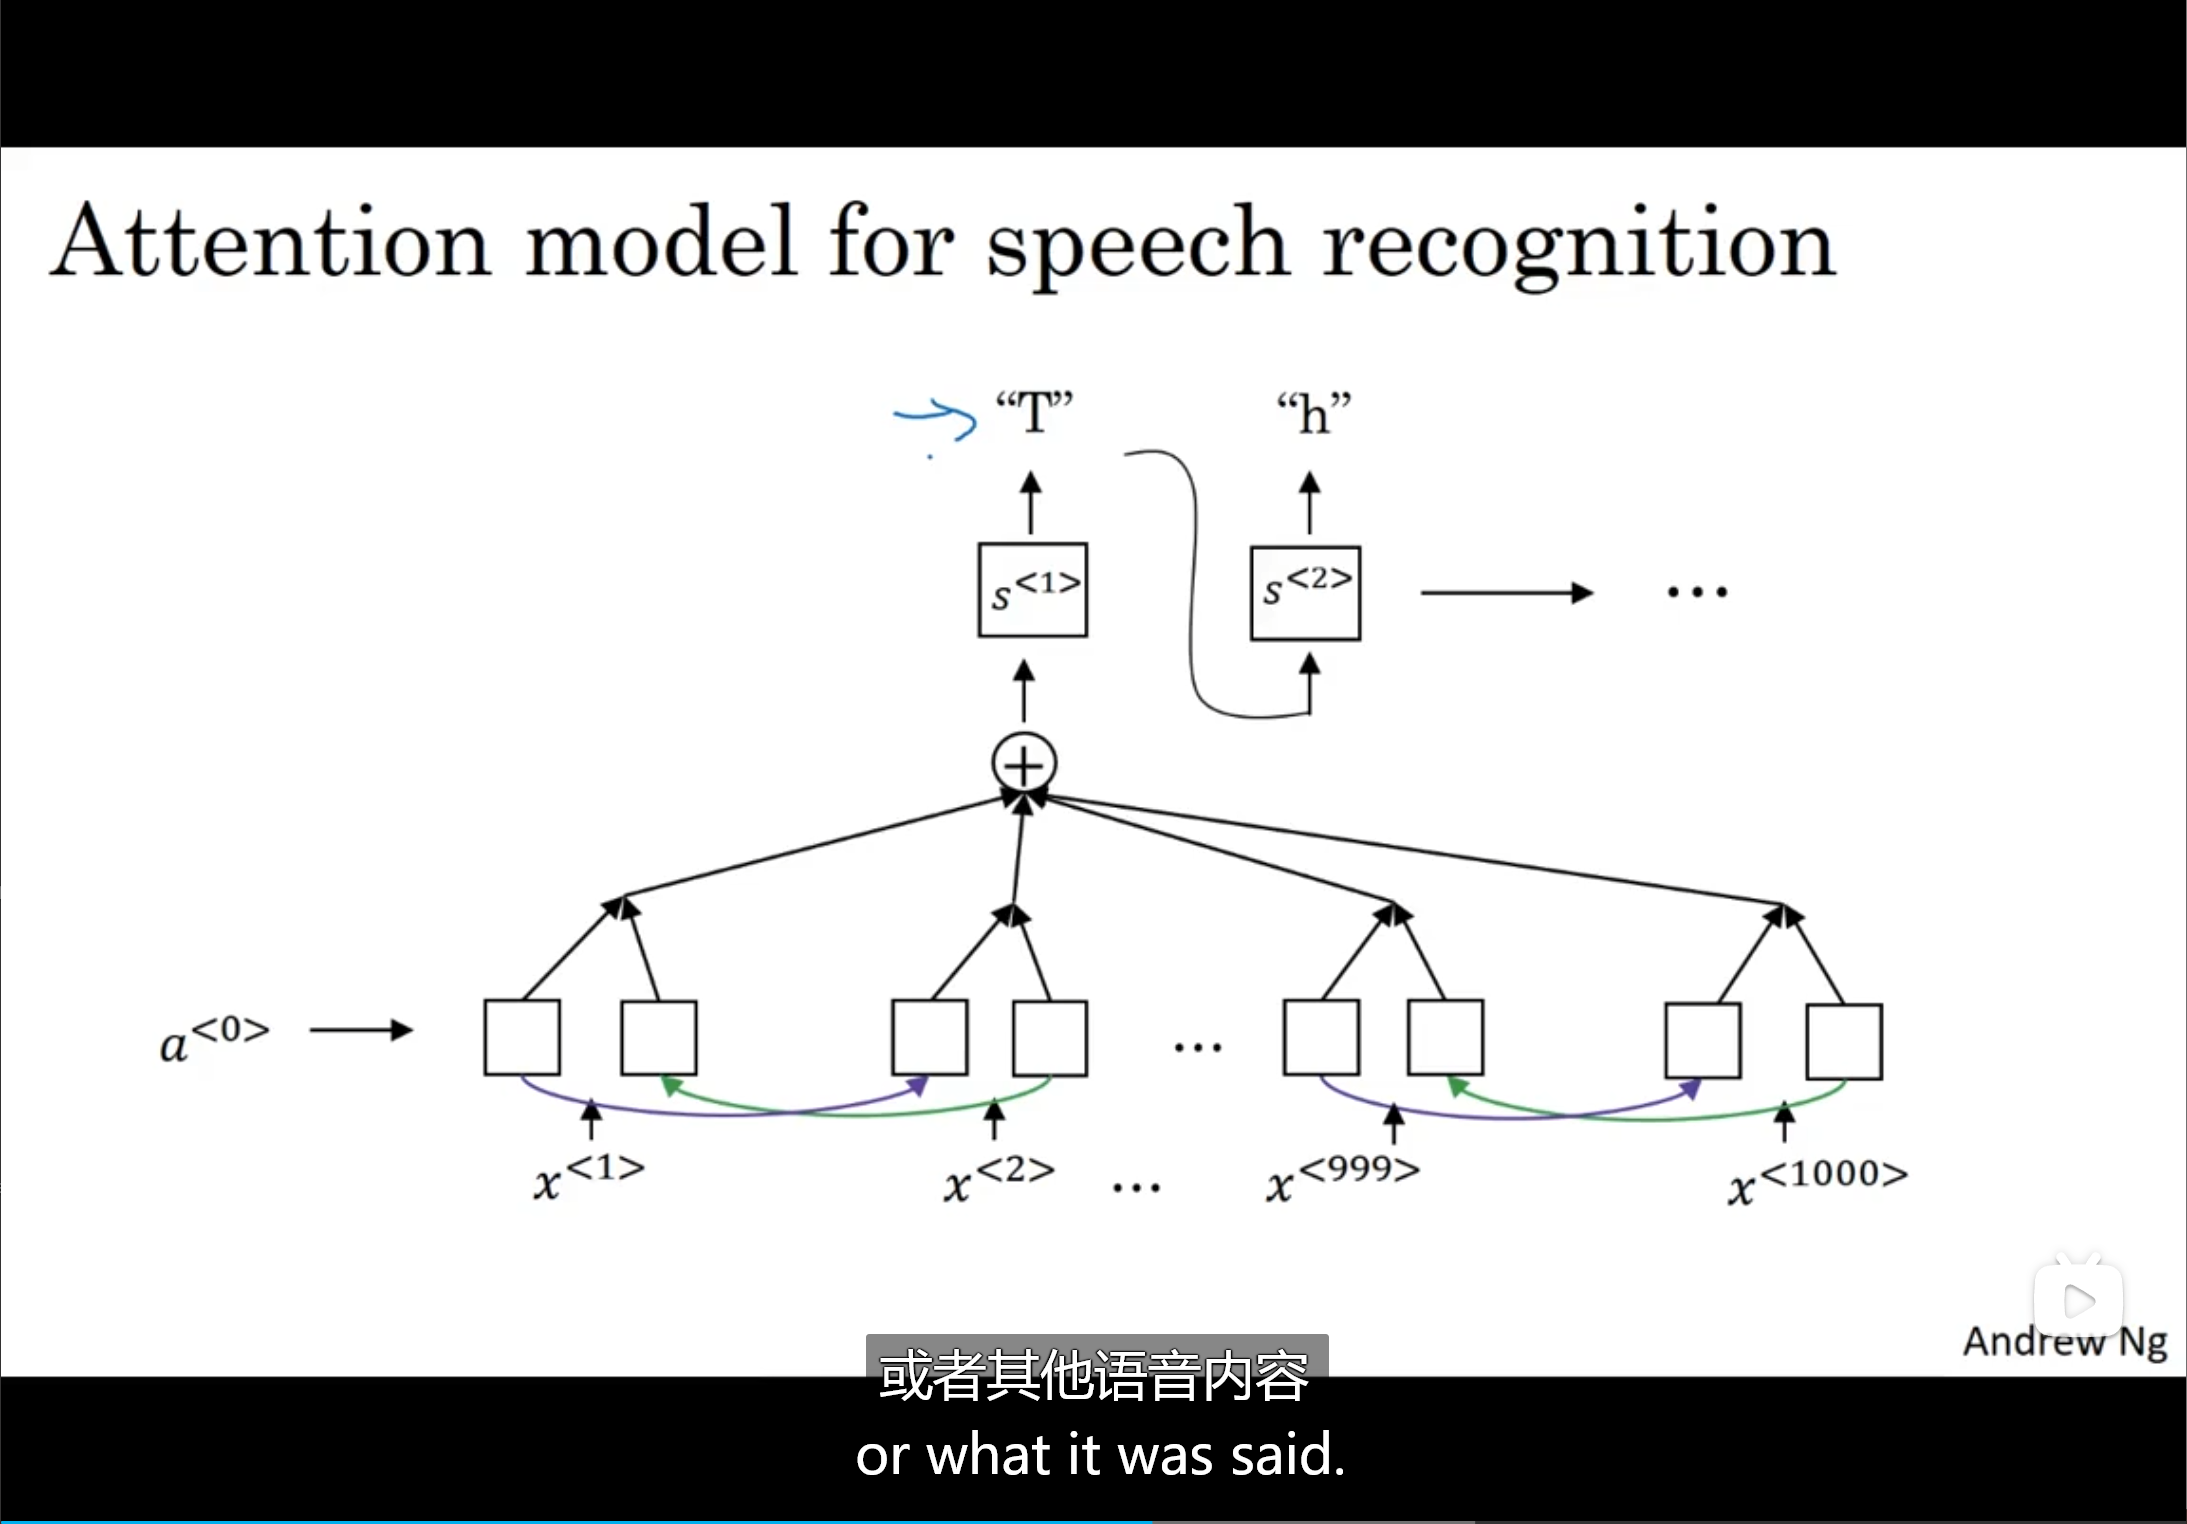 Attention model for speech recognition
“T” “h”
s<1> s<2> ...
+
a<0> ...
x<1> x<2> ... x<999> x<1000>
Andrew Ng
或者其他语音内容
or what it was said.